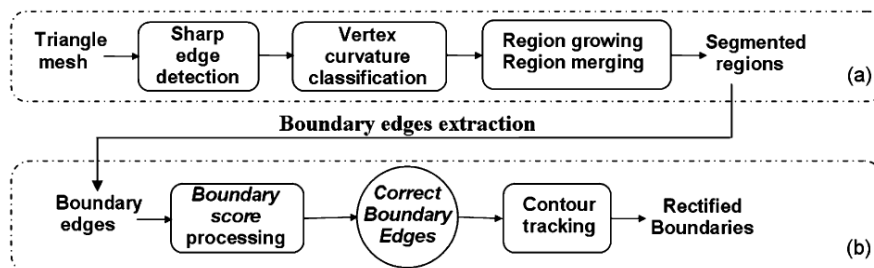 Triangle
mesh
Sharp
edge
detection
Vertex
curvature
classification
Region growing
Region merging
Segmented
regions
(a)
Boundary edges extraction
Boundary
edges
Boundary
score
processing
Correct
Boundary
Edges
Contour
tracking
Rectified
Boundaries
(b)